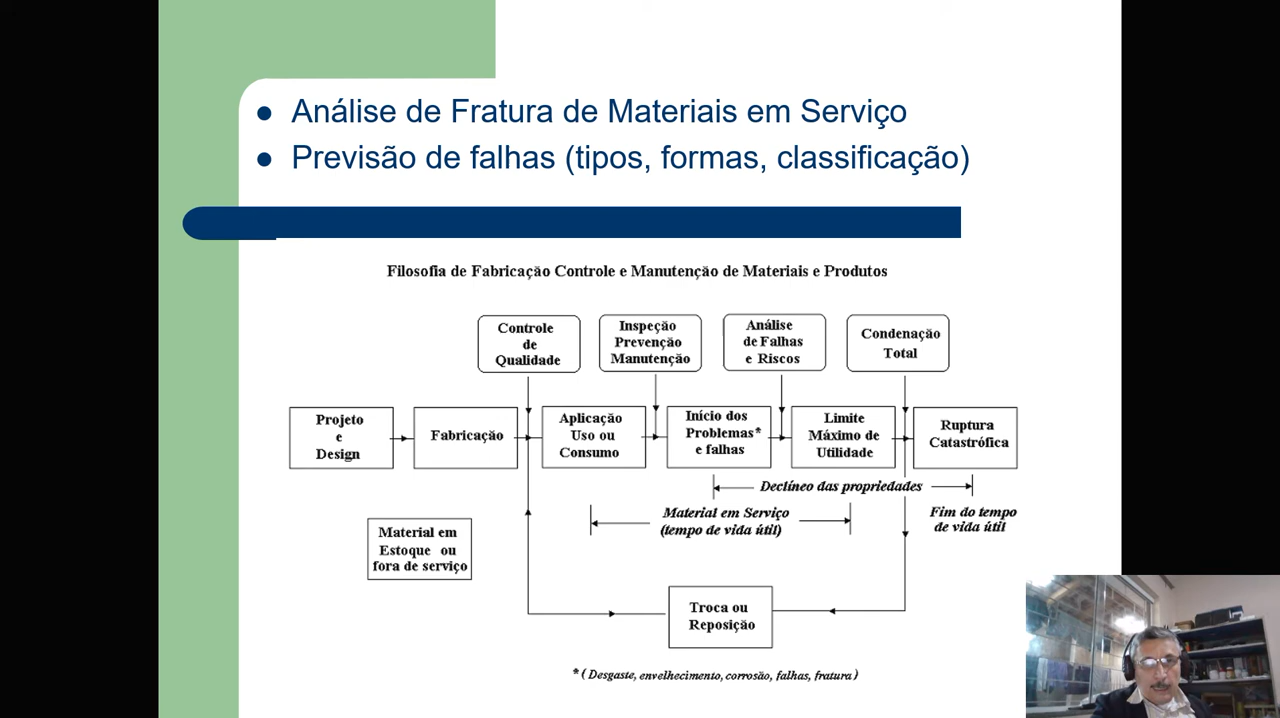 Análise de Fratura de Materiais em Serviço
Previsão de falhas (tipos, formas, classificação)
Filosofia de Fabricação Controle e Manutenção de Materiais e Produtos
Controle
de
Qualidade
Inspeção
Prevenção
Manutenção
Análise
de Falhas
e Riscos
Condenação
Total
Projeto
e
Design
Fabricação
Aplicação
Uso ou
Consumo
Início dos
Problemas*
e falhas
Limite
Máximo de
Utilidade
Ruptura
Catastrófica
Declíneo das propriedades
Material em Serviço
(tempo de vida útil)
Fim do tempo
de vida útil
Material em
Estoque ou
fora de serviço
Troca ou
Reposição
* ( Desgaste, envelhecimento, corrosão, falhas, fratura )